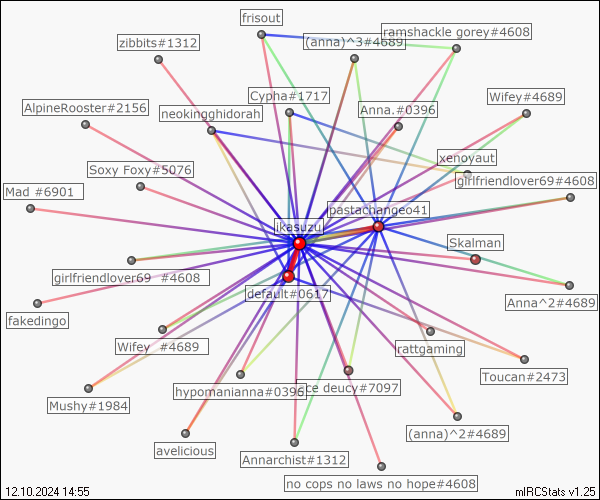 frisout
ramshackle gorey#4608
zibbits#1312
(anna)^3#4689
Cypha#1717
Wifey#4689
AlpineRooster#2156
neokingghidorah
Anna.#0396
xenoyaut
Soxy Foxy#5076
girlfriendlover69#4608
Mad #6901
pastachangeo41
ikasuzu
Skalman
girlfriendlover69 #4608
default#0617
Anna^2#4689
fakedingo
Wifey #4689
rattgaming
Toucan#2473
hypomanianna#0396
ce deucy#7097
Mushy#1984
(anna)^2#4689
avelicious
Annarchist#1312
no cops no laws no hope#4608
12.10.2024 14:55
mIRCStats v1.25